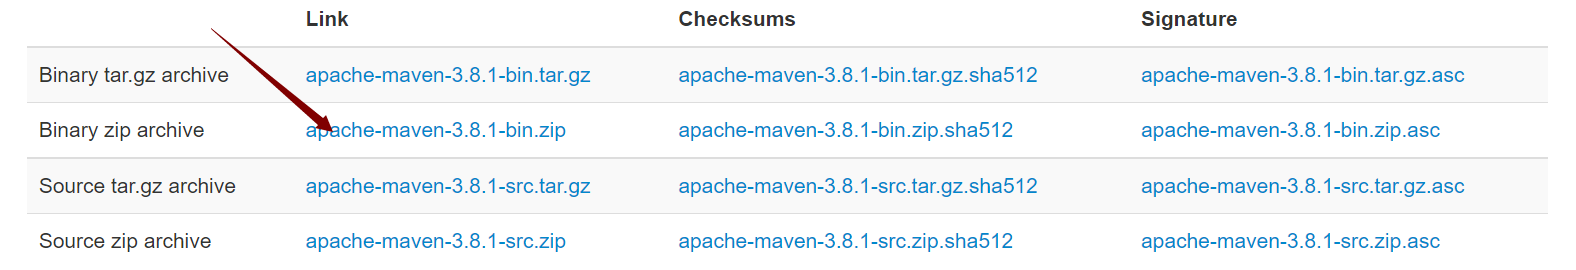 Link Checksums Signature
Binary tar.gz archive apache-maven-3.8.1-bin.tar.gz apache-maven-3.8.1-bin.tar.gz.sha512 apache-maven-3.8.1-bin.tar.gz.asc
Binary zip archive apache-maven-3.8.1-bin.zip apache-maven-3.8.1-bin.zip.sha512 apache-maven-3.8.1-bin.zip.asc
Source tar.gz archive apache-maven-3.8.1-src.tar.gz apache-maven-3.8.1-src.tar.gz.sha512 apache-maven-3.8.1-src.tar.gz.asc
Source zip archive apache-maven-3.8.1-src.zip apache-maven-3.8.1-src.zip.sha512 apache-maven-3.8.1-src.zip.asc